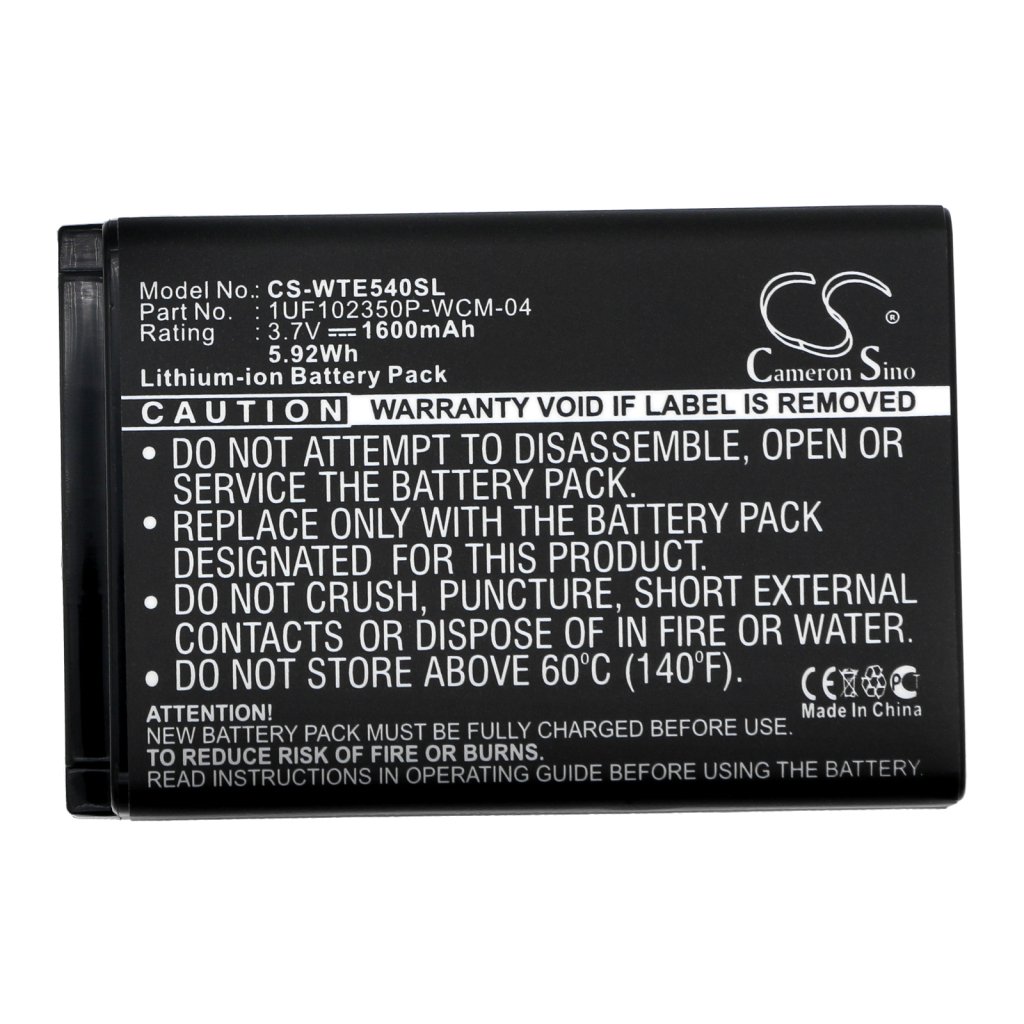 Model No.: CS-WTE540SL
Part No. : 1UF102350P-WCM-04
Rating : 3.7V 1600mAh
5.92Wh
Lithium-ion Battery Pack
CS ®
Cameron Sino
CAUTION WARRANTY VOID IF LABEL IS REMOVED
• DO NOT ATTEMPT TO DISASSEMBLE, OPEN OR
SERVICE THE BATTERY PACK.
• REPLACE ONLY WITH THE BATTERY PACK
DESIGNATED FOR THIS PRODUCT.
• DO NOT CRUSH, PUNCTURE, SHORT EXTERNAL
CONTACTS OR DISPOSE OF IN FIRE OR WATER.
• DO NOT STORE ABOVE 60°C (140°F).
CE PC
Made In China
ATTENTION!
NEW BATTERY PACK MUST BE FULLY CHARGED BEFORE USE.
TO REDUCE RISK OF FIRE OR BURNS.
READ INSTRUCTIONS IN OPERATING GUIDE BEFORE USING THE BATTERY.